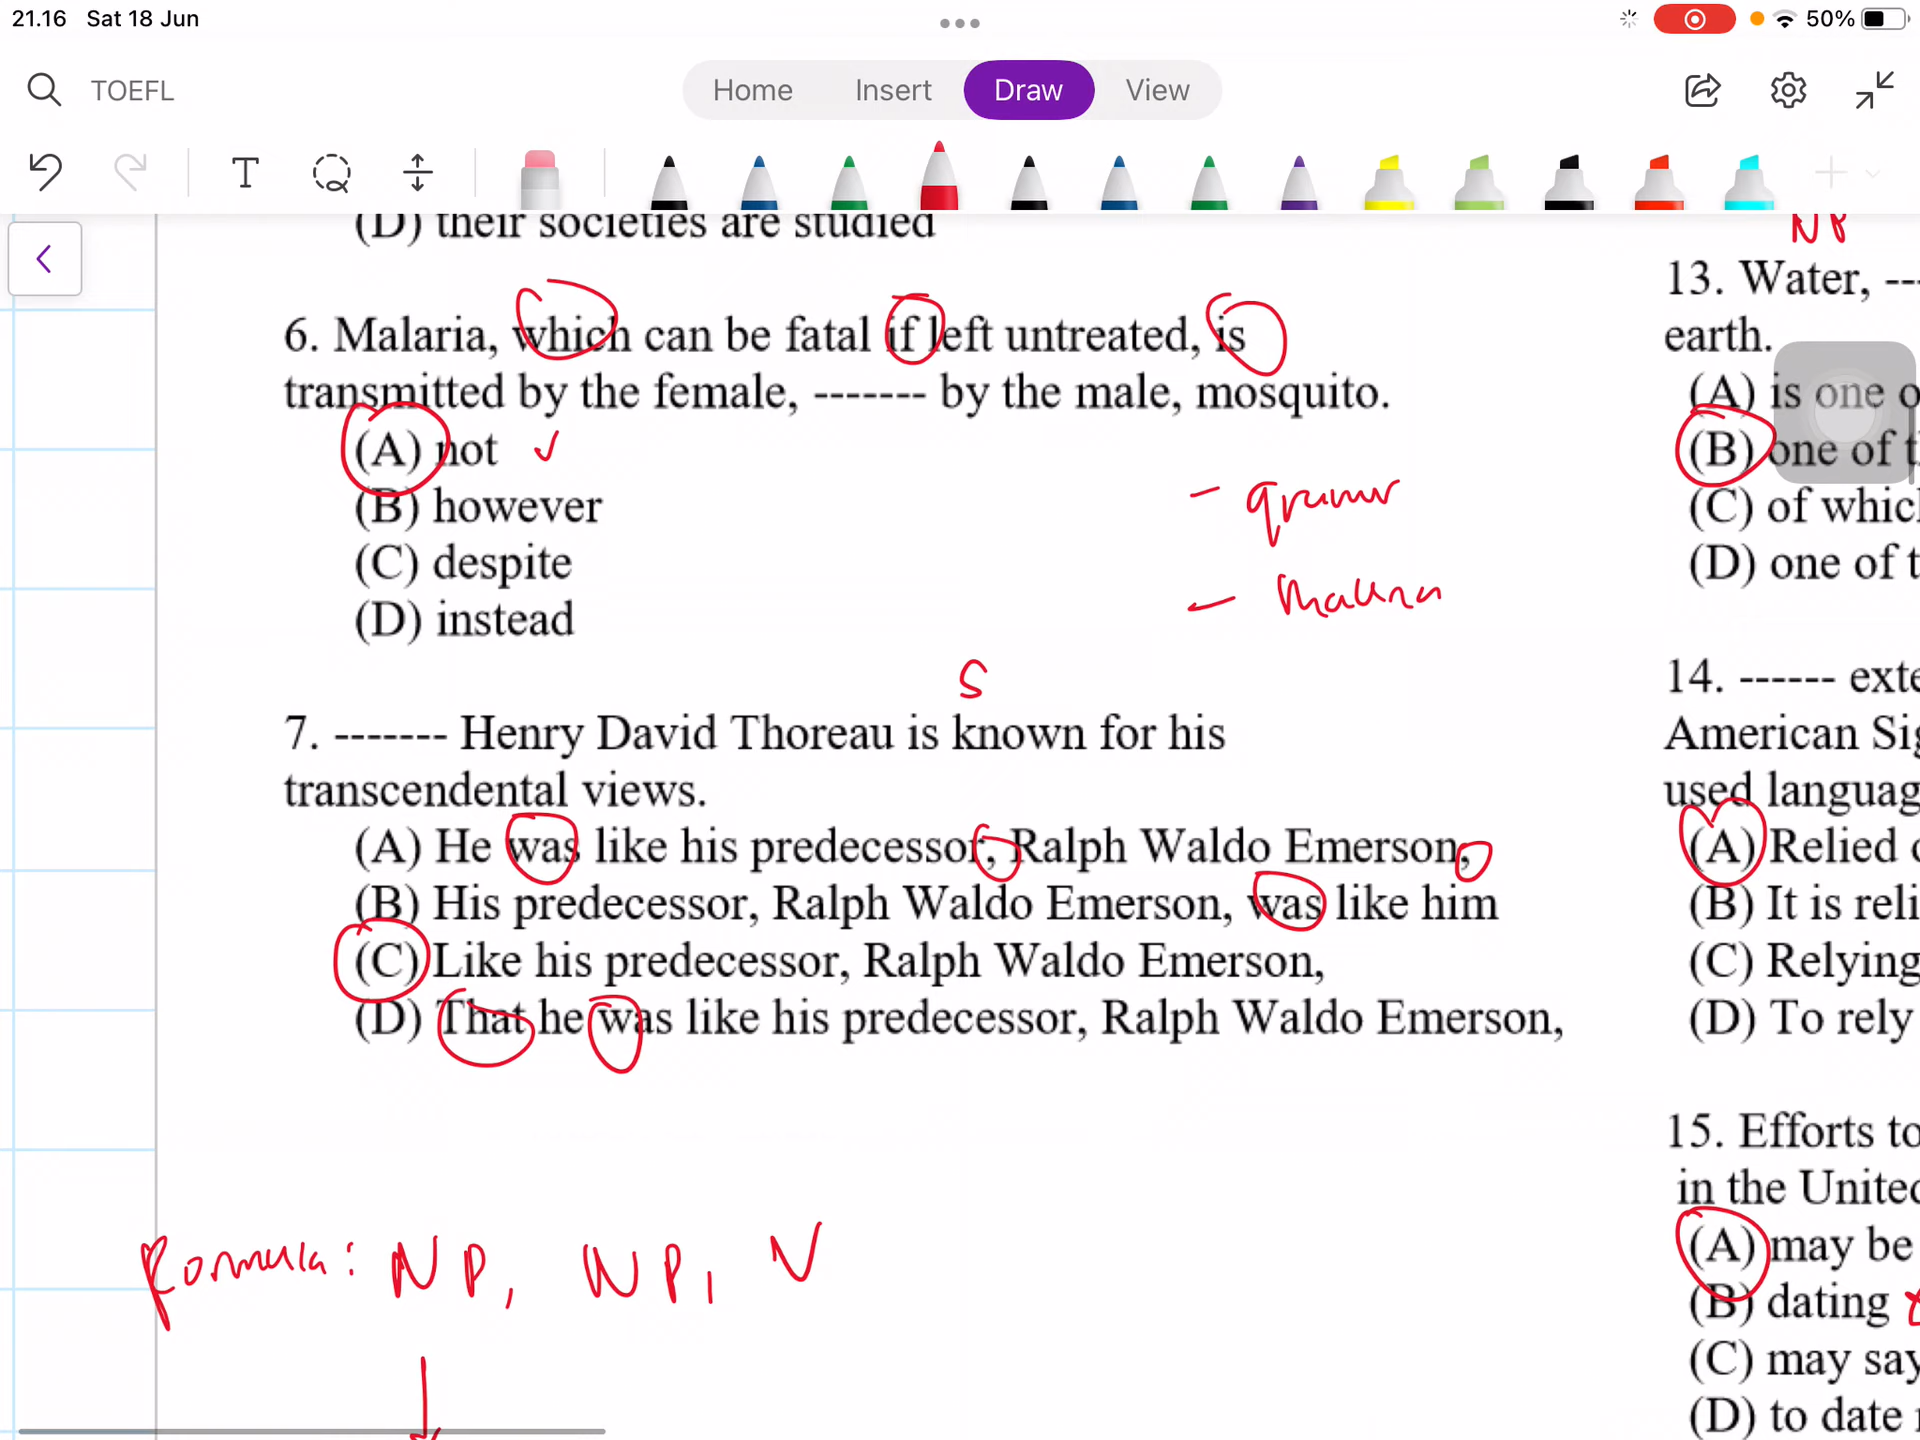 21.16 Sat 18 Jun
50%
TOEFL
Home Insert Draw View
T
(D) their societies are studied
6. Malaria, which can be fatal if left untreated, is
transmitted by the female, ------- by the male, mosquito.
(A) not
(B) however
(C) despite
(D) instead
- Makna
S
7. ------- Henry David Thoreau is known for his
transcendental views.
(A) He was like his predecessor, Ralph Waldo Emerson,
(B) His predecessor, Ralph Waldo Emerson, was like him
(C) Like his predecessor, Ralph Waldo Emerson,
(D) That he was like his predecessor, Ralph Waldo Emerson,
Formula: NP, NP, V
NP
13. Water, --
earth.
(A) is one o
(B) one of t
(C) of whic
(D) one of t
14. ------ exte
American Sig
used languag
(A) Relied
(B) It is reli
(C) Relying
(D) To rely
15. Efforts to
in the United
(A) may be
(B) dating
(C) may say
(D) to date